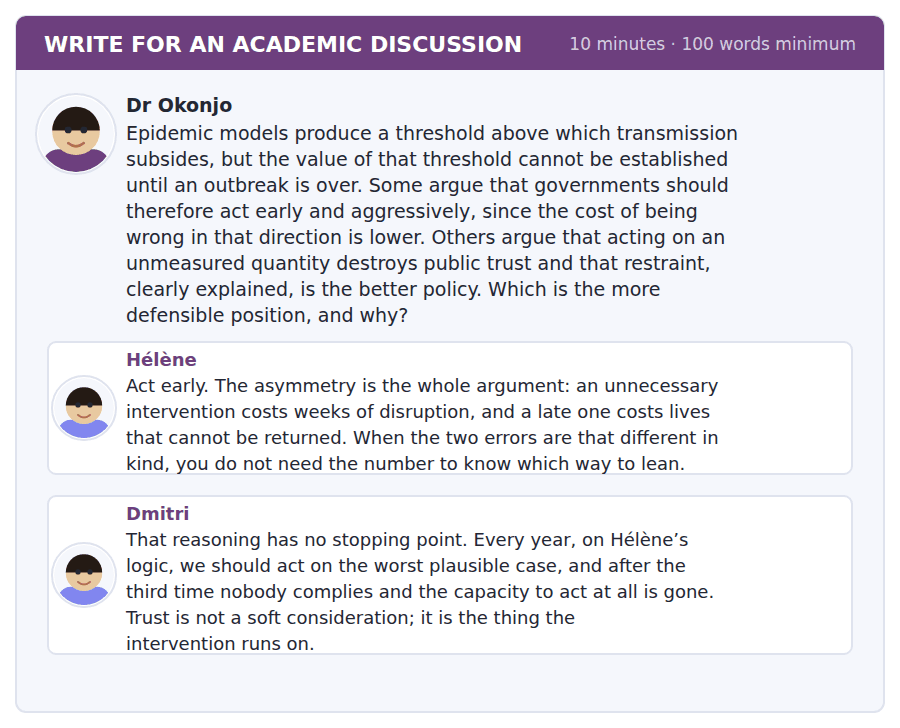 WRITE FOR AN ACADEMIC DISCUSSION
10 minutes · 100 words minimum
Dr Okonjo
Epidemic models produce a threshold above which transmission
subsides, but the value of that threshold cannot be established
until an outbreak is over. Some argue that governments should
therefore act early and aggressively, since the cost of being
wrong in that direction is lower. Others argue that acting on an
unmeasured quantity destroys public trust and that restraint,
clearly explained, is the better policy. Which is the more
defensible position, and why?
Hélène
Act early. The asymmetry is the whole argument: an unnecessary
intervention costs weeks of disruption, and a late one costs lives
that cannot be returned. When the two errors are that different in
kind, you do not need the number to know which way to lean.
Dmitri
That reasoning has no stopping point. Every year, on Hélène’s
logic, we should act on the worst plausible case, and after the
third time nobody complies and the capacity to act at all is gone.
Trust is not a soft consideration; it is the thing the
intervention runs on.